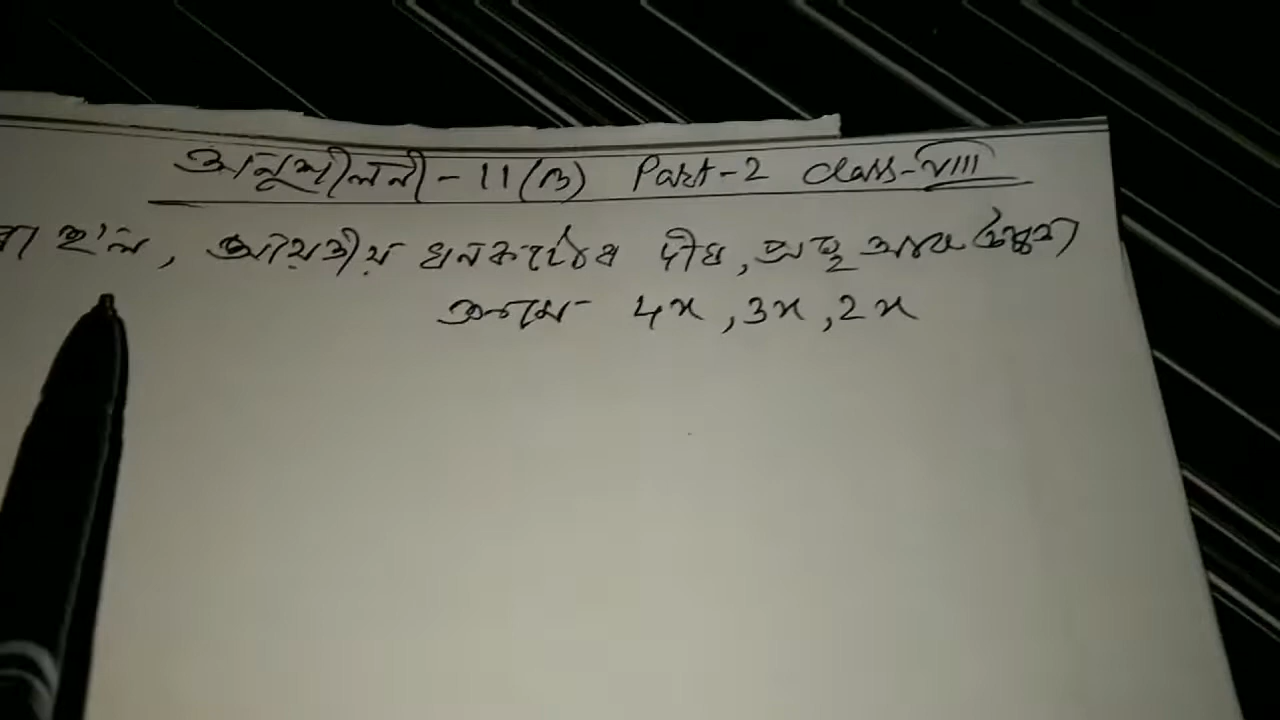 অনুশীলনী - 11(B) Part-2 Class-VIII
হ'ল, আয়তীয় ঘনকটোৰ দীঘ, প্ৰস্থ আৰু উচ্চতা
ক্ৰমে- 4x, 3x, 2x